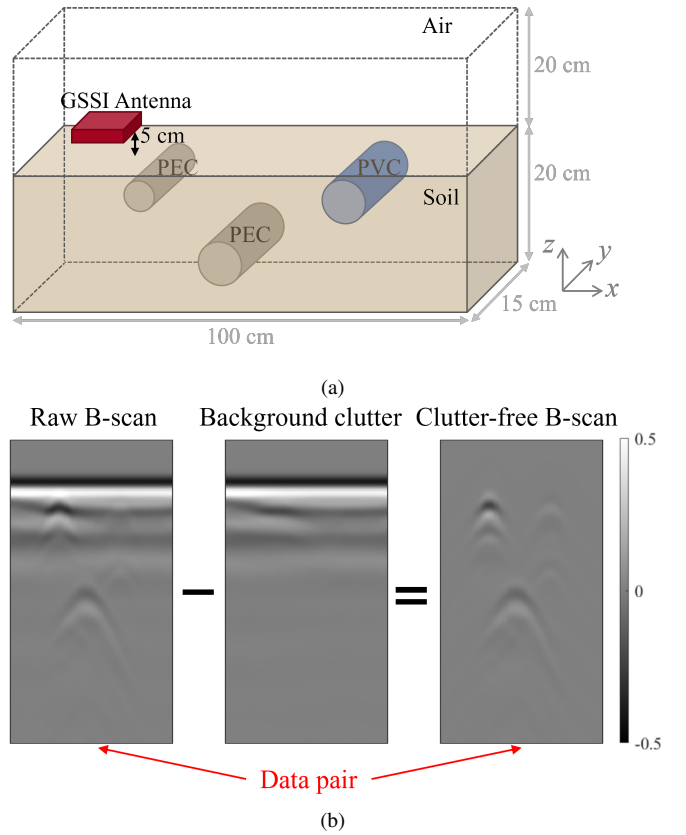 Air
20 cm
GSSI Antenna
5 cm
PEC
PVC
20 cm
Soil
PEC
z
y
x
15 cm
100 cm
(a)
Raw B-scan
Background clutter
Clutter-free B-scan
0.5
0
-0.5
Data pair
(b)